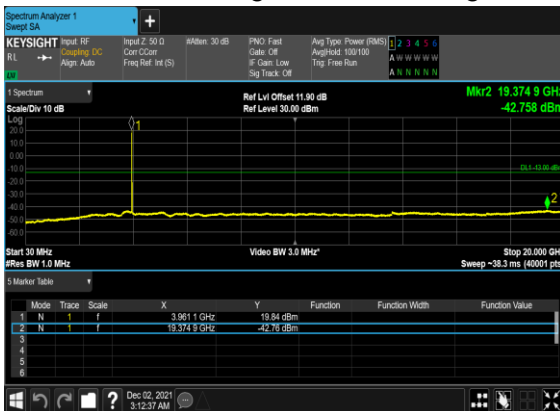 Spectrum Analyzer 1
Swept SA
KEYSIGHT Input: RF Input Z: 50 Ω #Atten: 30 dB PNO: Fast Avg Type: Power (RMS) 1 2 3 4 5 6
RL Coupling: DC Corr CCorr Gate: Off Avg|Hold: 100/100 A W W W W W
Align: Auto Freq Ref: Int (S) IF Gain: Low Trig: Free Run
Sig Track: Off A N N N N N
1 Spectrum Ref Lvl Offset 11.90 dB Mkr2 19.374 9 GHz
Scale/Div 10 dB Ref Level 30.00 dBm -42.758 dBm
Log
20.0
10.0
0.00
-10.0
-20.0
-30.0
-40.0
-50.0
-60.0
1
DL1 -13.00 dBm
2
Start 30 MHz Video BW 3.0 MHz* Stop 20.000 GHz
#Res BW 1.0 MHz Sweep ~38.3 ms (40001 pts)
5 Marker Table
Mode Trace Scale X Y Function Function Width Function Value
1 N 1 f 3.961 1 GHz 19.84 dBm
2 N 1 f 19.374 9 GHz -42.76 dBm
3
4
5
6
Dec 02, 2021
3:12:37 AM